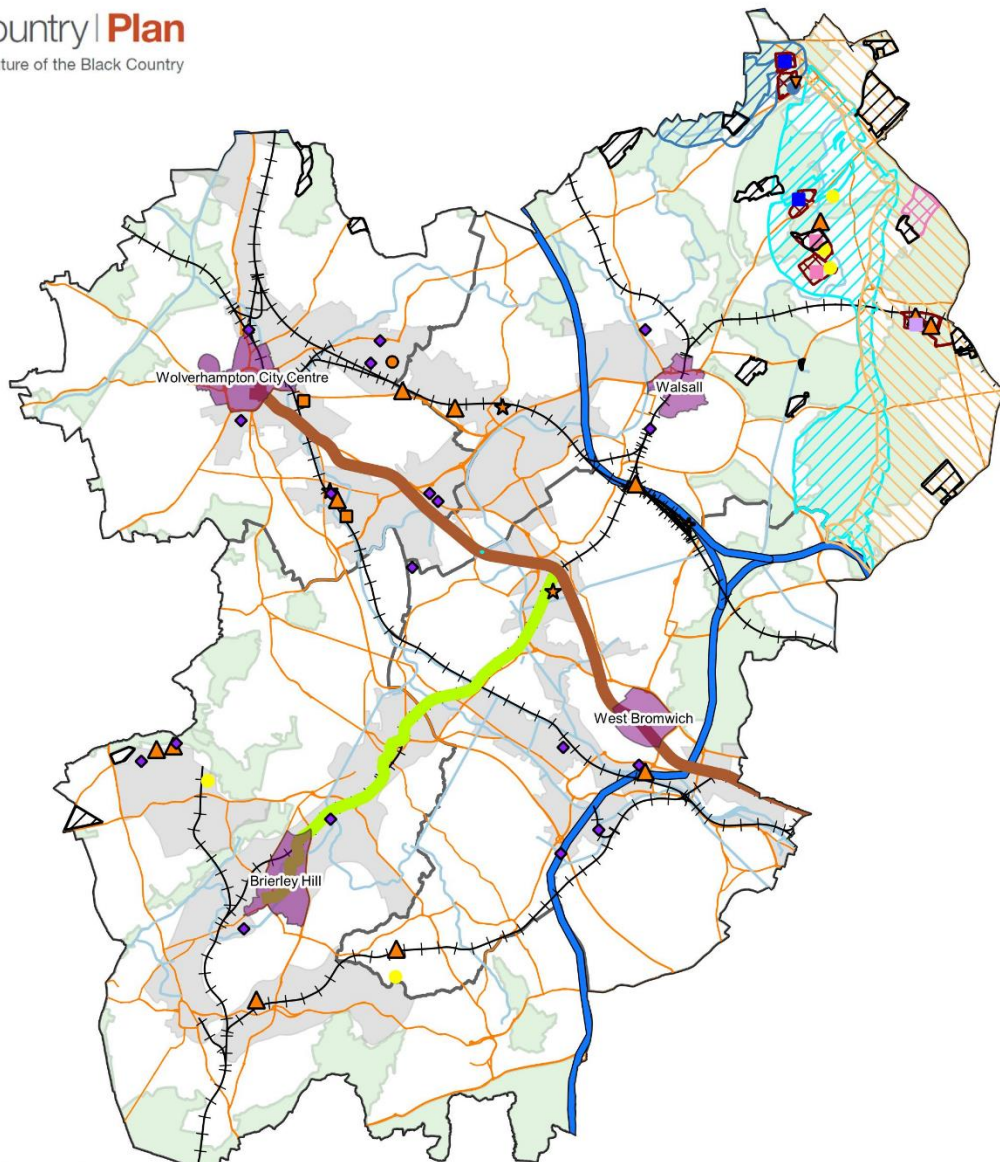 ountry | Plan
ture of the Black Country
Wolverhampton City Centre
Walsall
West Bromwich
Brierley Hill